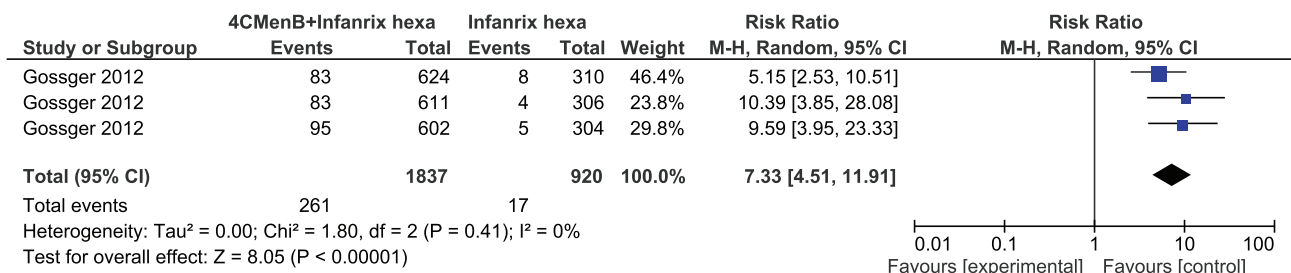 4CMenB+Infanrix hexa Infanrix hexa Risk Ratio Risk Ratio
Study or Subgroup Events Total Events Total Weight M-H, Random, 95% CI M-H, Random, 95% CI
Gossger 2012 83 624 8 310 46.4% 5.15 [2.53, 10.51]
Gossger 2012 83 611 4 306 23.8% 10.39 [3.85, 28.08]
Gossger 2012 95 602 5 304 29.8% 9.59 [3.95, 23.33]
Total (95% CI) 1837 920 100.0% 7.33 [4.51, 11.91]
Total events 261 17
Heterogeneity: Tau² = 0.00; Chi² = 1.80, df = 2 (P = 0.41); I² = 0%
Test for overall effect: Z = 8.05 (P < 0.00001)
0.01 0.1 1 10 100
Favours [experimental] Favours [control]